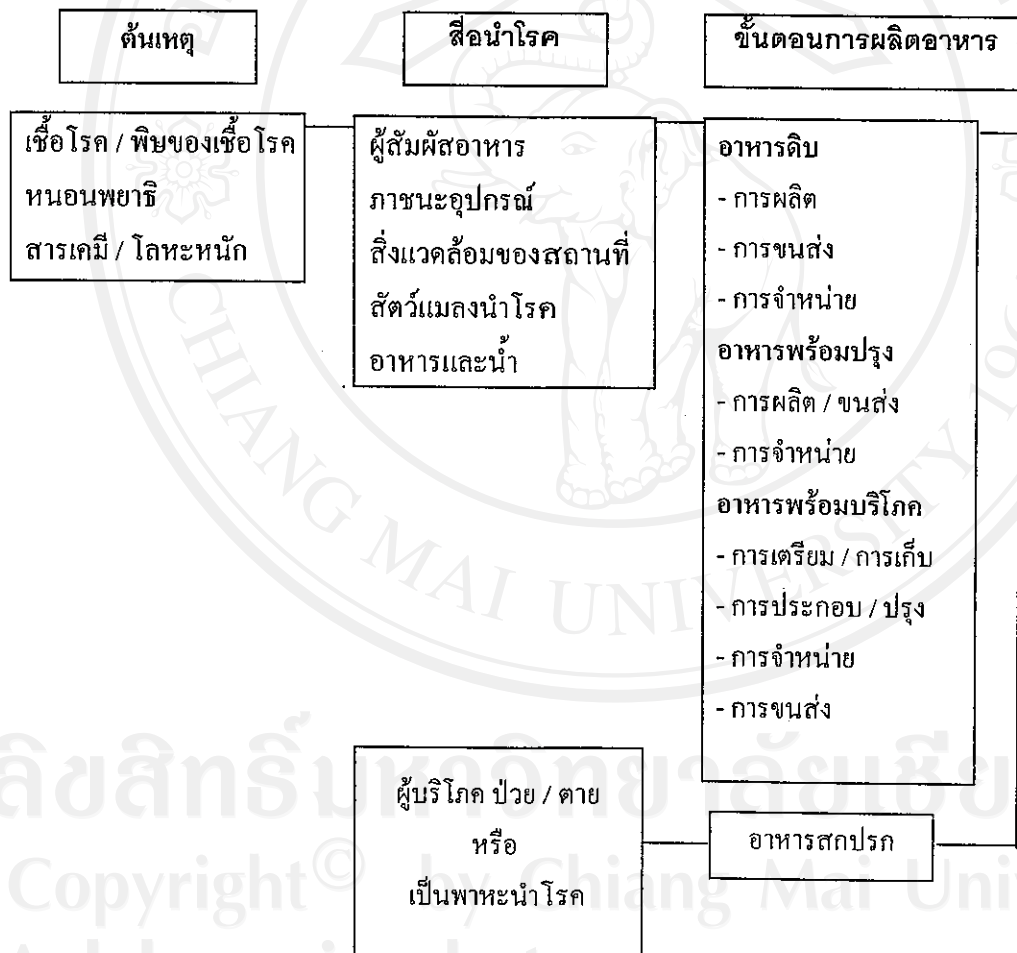 ต้นเหตุ
สื่อนำโรค
ขั้นตอนการผลิตอาหาร
เชื้อโรค / พิษของเชื้อโรค
หนอนพยาธิ
สารเคมี / โลหะหนัก
ผู้สัมผัสอาหาร
ภาชนะอุปกรณ์
สิ่งแวดล้อมของสถานที่
สัตว์แมลงนำโรค
อาหารและน้ำ
อาหารดิบ
- การผลิต
- การขนส่ง
- การจำหน่าย
อาหารพร้อมปรุง
- การผลิต / ขนส่ง
- การจำหน่าย
อาหารพร้อมบริโภค
- การเตรียม / การเก็บ
- การประกอบ / ปรุง
- การจำหน่าย
- การขนส่ง
ผู้บริโภค ป่วย / ตาย
หรือ
เป็นพาหะนำโรค
อาหารสกปรก
CHIANG MAI UNIVERSITY
Copyright© by Chiang Mai Uni